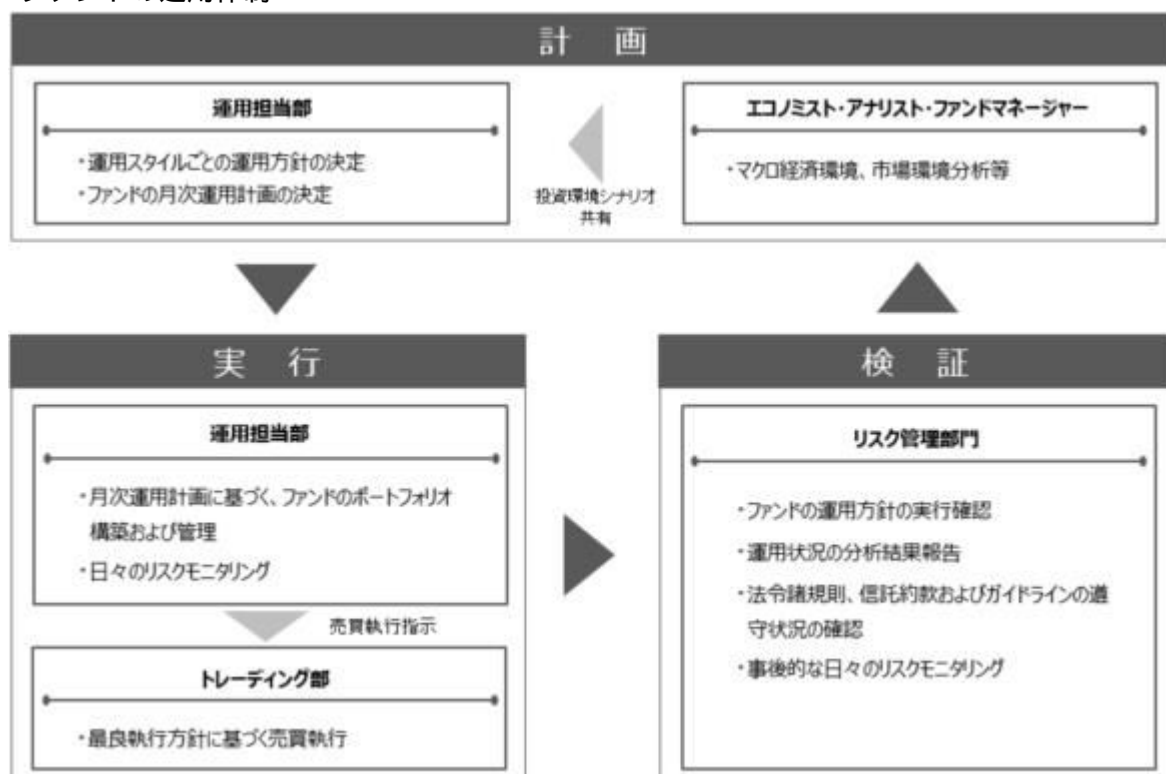 計 画
運用担当部
・運用スタイルごとの運用方針の決定
・ファンドの月次運用計画の決定
投資環境シナリオ
共有
エコノミスト・アナリスト・ファンドマネージャー
・マクロ経済環境、市場環境分析等
実 行
運用担当部
・月次運用計画に基づく、ファンドのポートフォリオ
構築および管理
・日々のリスクモニタリング
売買執行指示
トレーディング部
・最良執行方針に基づく売買執行
検 証
リスク管理部門
・ファンドの運用方針の実行確認
・運用状況の分析結果報告
・法令諸規則、信託約款およびガイドラインの遵
守状況の確認
・事後的な日々のリスクモニタリング